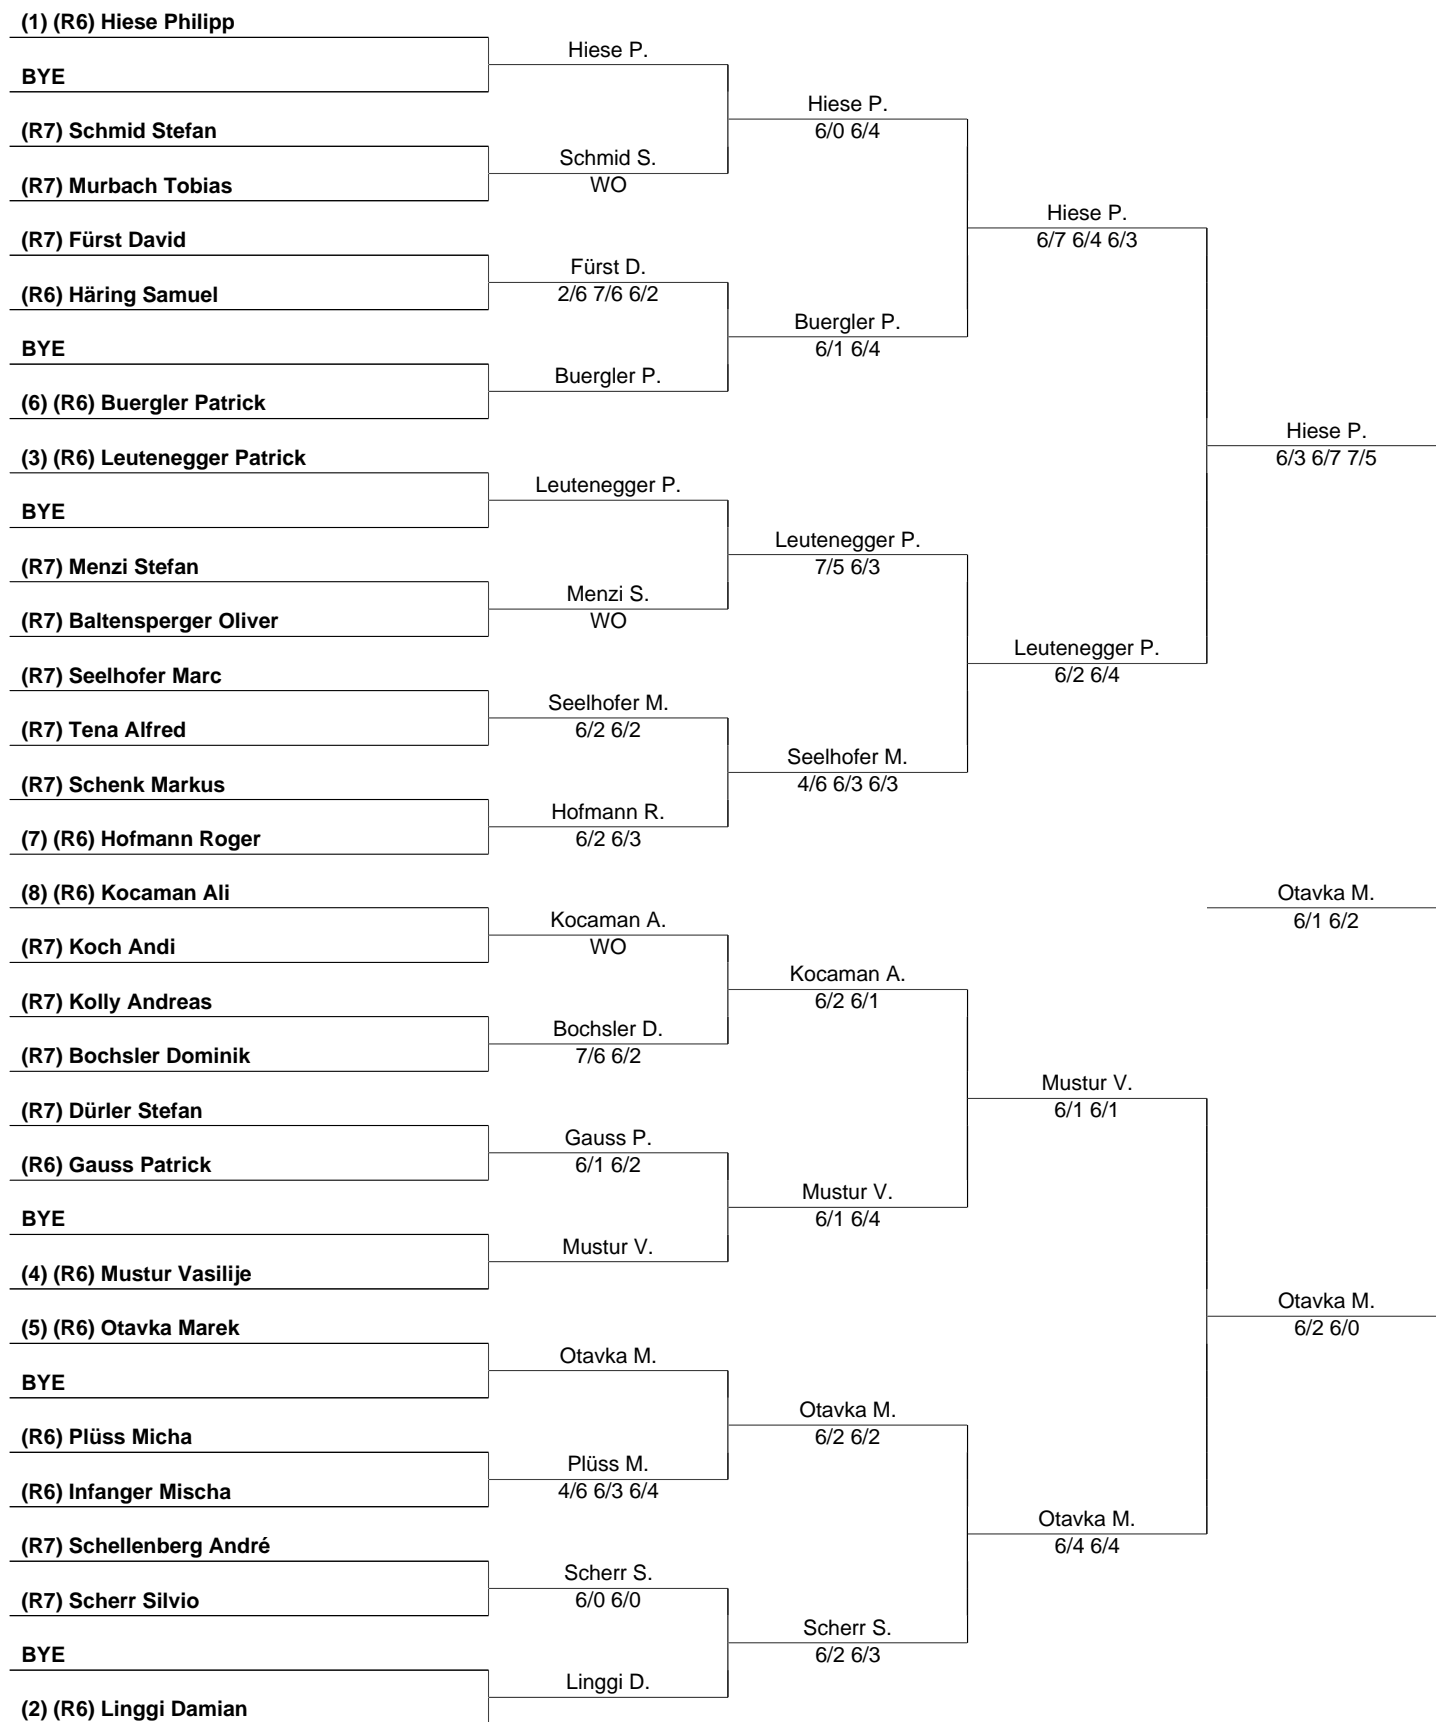 (1) (R6) Hiese Philipp
BYE
(R7) Schmid Stefan
(R7) Murbach Tobias
(R7) Fürst David
(R6) Häring Samuel
BYE
(6) (R6) Buergler Patrick
(3) (R6) Leutenegger Patrick
BYE
(R7) Menzi Stefan
(R7) Baltensperger Oliver
(R7) Seelhofer Marc
(R7) Tena Alfred
(R7) Schenk Markus
(7) (R6) Hofmann Roger
(8) (R6) Kocaman Ali
(R7) Koch Andi
(R7) Kolly Andreas
(R7) Bochsler Dominik
(R7) Dürler Stefan
(R6) Gauss Patrick
BYE
(4) (R6) Mustur Vasilije
(5) (R6) Otavka Marek
BYE
(R6) Plüss Micha
(R6) Infanger Mischa
(R7) Schellenberg André
(R7) Scherr Silvio
BYE
(2) (R6) Linggi Damian
Hiese P.
Schmid S.
WO
Fürst D.
2/6 7/6 6/2
Buergler P.
Leutenegger P.
Menzi S.
WO
Seelhofer M.
6/2 6/2
Hofmann R.
6/2 6/3
Kocaman A.
WO
Bochsler D.
7/6 6/2
Gauss P.
6/1 6/2
Mustur V.
Otavka M.
Plüss M.
4/6 6/3 6/4
Scherr S.
6/0 6/0
Linggi D.
Hiese P.
6/0 6/4
Buergler P.
6/1 6/4
Leutenegger P.
7/5 6/3
Seelhofer M.
4/6 6/3 6/3
Kocaman A.
6/2 6/1
Mustur V.
6/1 6/4
Otavka M.
6/2 6/2
Scherr S.
6/2 6/3
Hiese P.
6/7 6/4 6/3
Leutenegger P.
6/2 6/4
Mustur V.
6/1 6/1
Otavka M.
6/4 6/4
Hiese P.
6/3 6/7 7/5
Otavka M.
6/1 6/2
Otavka M.
6/2 6/0